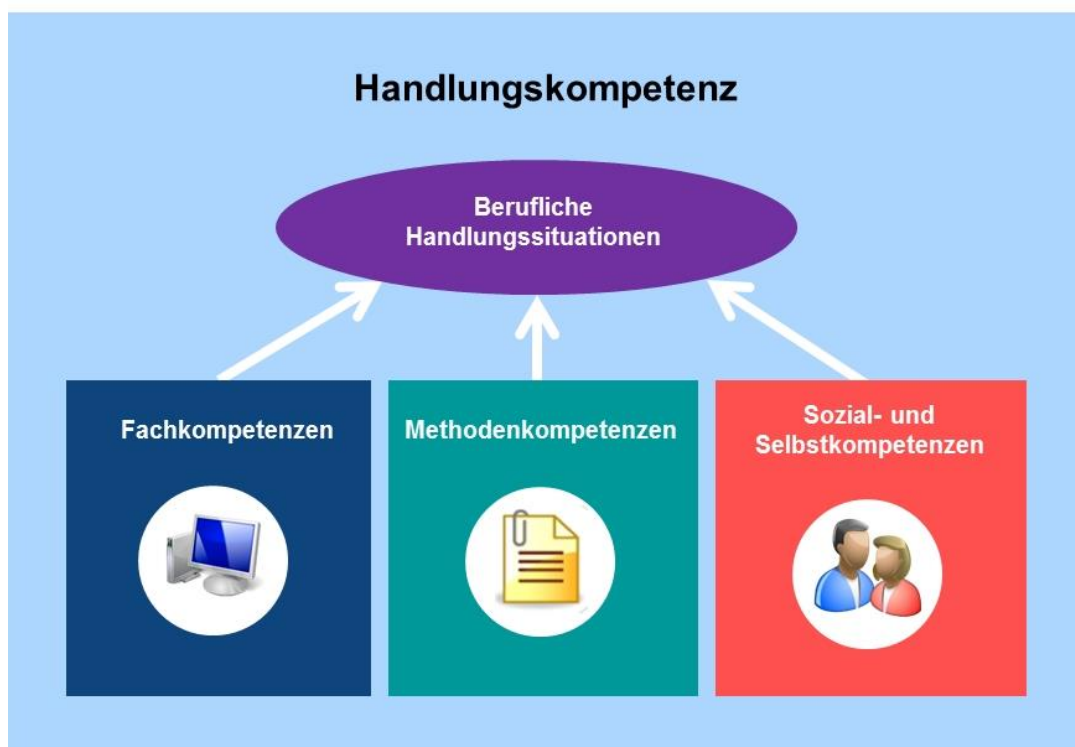 Handlungskompetenz
Berufliche
Handlungssituationen
Fachkompetenzen
Methodenkompetenzen
Sozial- und
Selbstkompetenzen